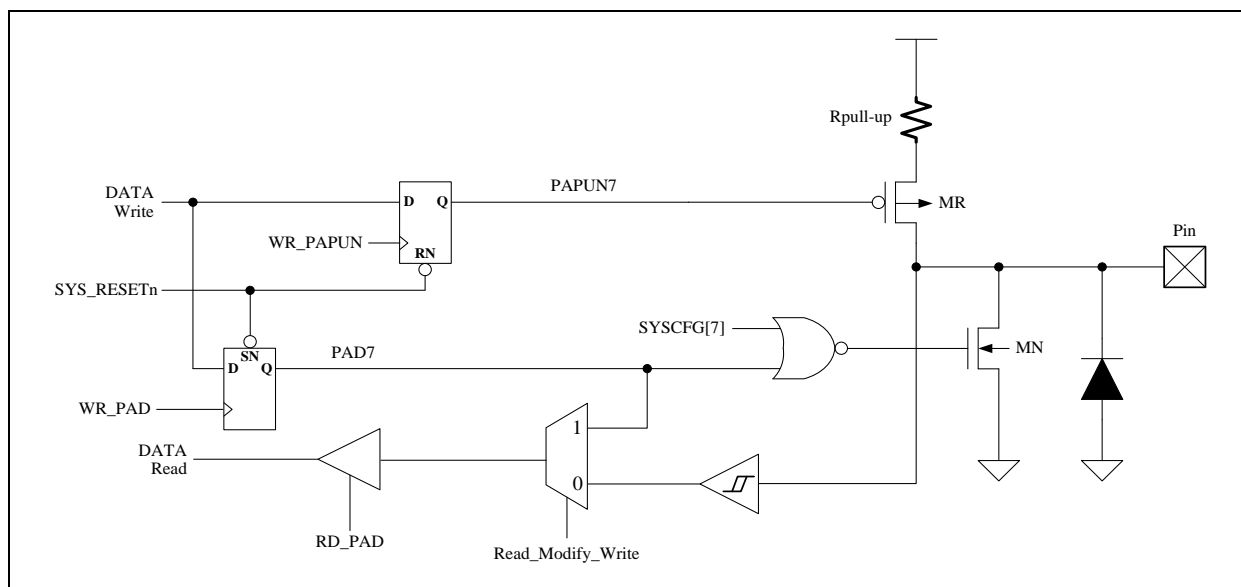 Rpull-up
DATA
Write
D
Q
PAPUN7
MR
WR_PAPUN
RN
Pin
SYS_RESETn
SYSCFG[7]
SN
PAD7
MN
D
Q
WR_PAD
1
DATA
Read
0
RD_PAD
Read_Modify_Write